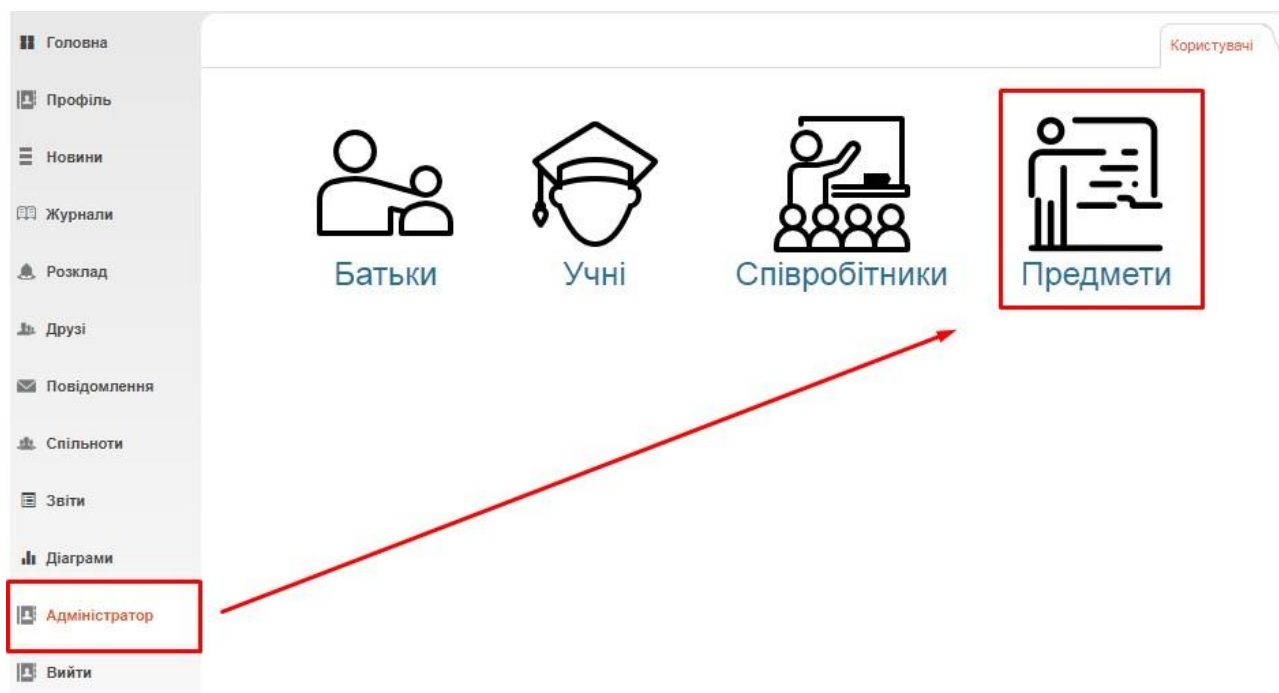 Головна
Користувачі
Профіль
Новини
Журнали
Розклад
Друзі
Повідомлення
Спільноти
Звіти
Діаграми
Адміністратор
Вийти
Батьки
Учні
Співробітники
Предмети